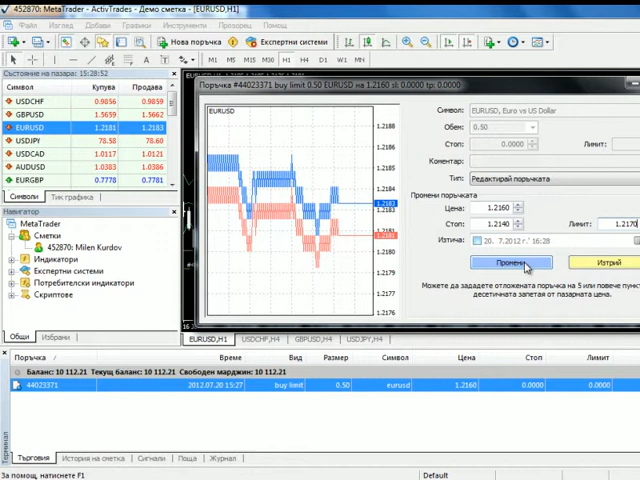 452870: MetaTrader - ActivTrades - Демо сметка - [EURUSD,H1]
Файл Изглед Добави Графики Инструменти Прозорец Помощ
Нова поръчка Експертни системи
M1 M5 M15 M30 H1 H4 D1 W1 MN
Състояние на пазара: 15:28:52
Символ Купува Продава
USDCHF 0.9856 0.9859
GBPUSD 1.5659 1.5662
EURUSD 1.2181 1.2183
USDJPY 78.58 78.60
USDCAD 1.0117 1.0121
AUDUSD 1.0383 1.0386
EURGBP 0.7778 0.7781
Символи Тик графика
Навигатор
MetaTrader
Сметки
452870: Milen Kurdov
Индикатори
Експертни системи
Потребителски индикатори
Скриптове
Общи Избрани
Поръчка #44023371 buy limit 0.50 EURUSD на 1.2160 sl: 0.0000 tp: 0.0000
EURUSD
1.2188
1.2186
1.2185
1.2184
1.2183
1.2182
1.2181
1.2180
1.2179
1.2177
1.2176
Символ: EURUSD, Euro vs US Dollar
Обем: 0.50
Стоп: 0.0000 Лимит:
Коментар:
Тип: Редактирай поръчката
Промени поръчката
Цена: 1.2160
Стоп: 1.2140 Лимит: 1.2170
Изтича: 20. 7.2012 г.' 16:28
Промени Изтрий
Можете да зададете отложената поръчка на 5 или повече пункт
десетичната запетая от пазарната цена.
EURUSD,H1 USDCHF,H4 GBPUSD,H4 USDJPY,H4
Поръчка Време Вид Размер Символ Цена Стоп Лимит
Баланс: 10 112.21 Текущ баланс: 10 112.21 Свободен марджин: 10 112.21
44023371 2012.07.20 15:27 buy limit 0.50 eurusd 1.2160 0.0000 0.0000
Терминал
Търговия История на сметка Сигнали Поща Журнал
За помощ, натиснете F1 Default